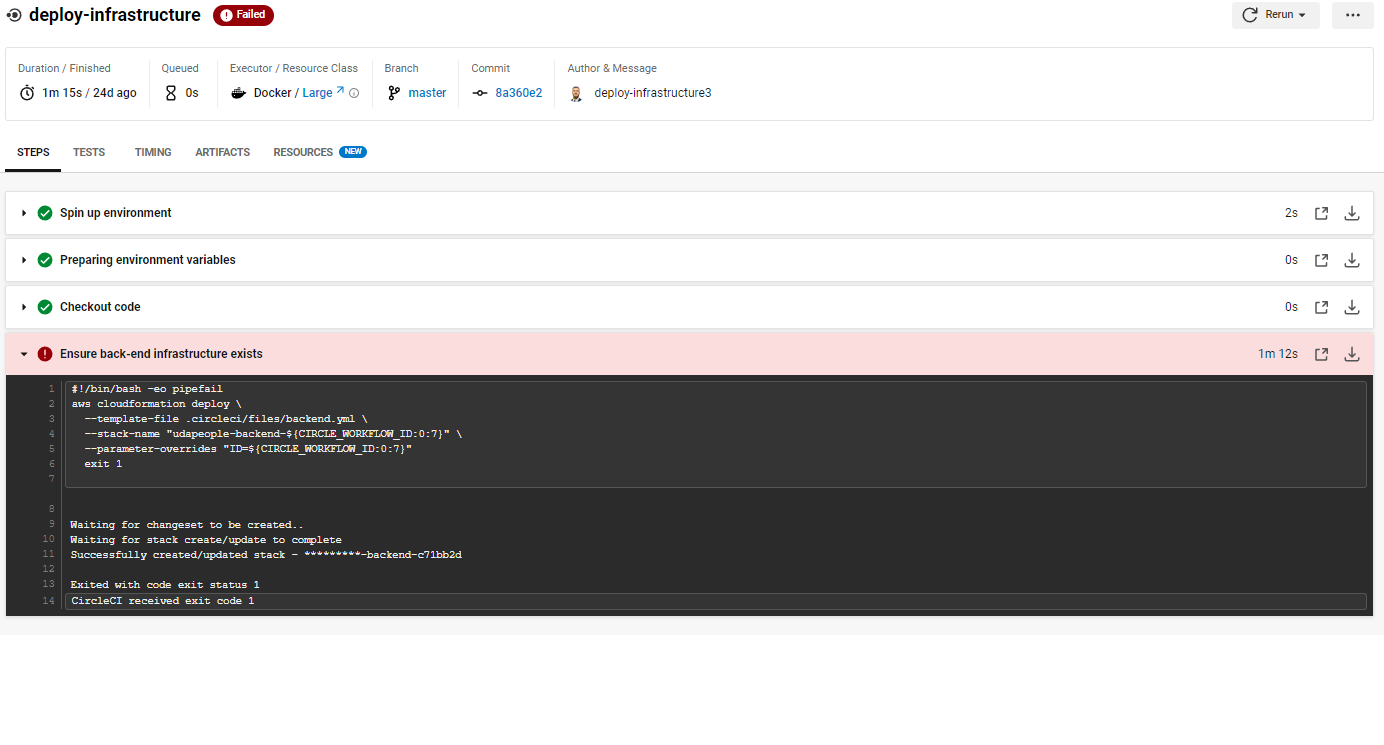 deploy-infrastructure Failed Rerun
Duration / Finished Queued Executor / Resource Class Branch Commit Author & Message
1m 15s / 24d ago 0s Docker / Large master 8a360e2 deploy-infrastructure3
STEPS TESTS TIMING ARTIFACTS RESOURCES NEW
Spin up environment 2s
Preparing environment variables 0s
Checkout code 0s
Ensure back-end infrastructure exists 1m 12s
1 #!/bin/bash -eo pipefail
2 aws cloudformation deploy \
3 --template-file .circleci/files/backend.yml \
4 --stack-name "udapeople-backend-${CIRCLE_WORKFLOW_ID:0:7}" \
5 --parameter-overrides "ID=${CIRCLE_WORKFLOW_ID:0:7}"
6 exit 1
7
8
9 Waiting for changeset to be created..
10 Waiting for stack create/update to complete
11 Successfully created/updated stack - *********-backend-c71bb2d
12
13 Exited with code exit status 1
14 CircleCI received exit code 1